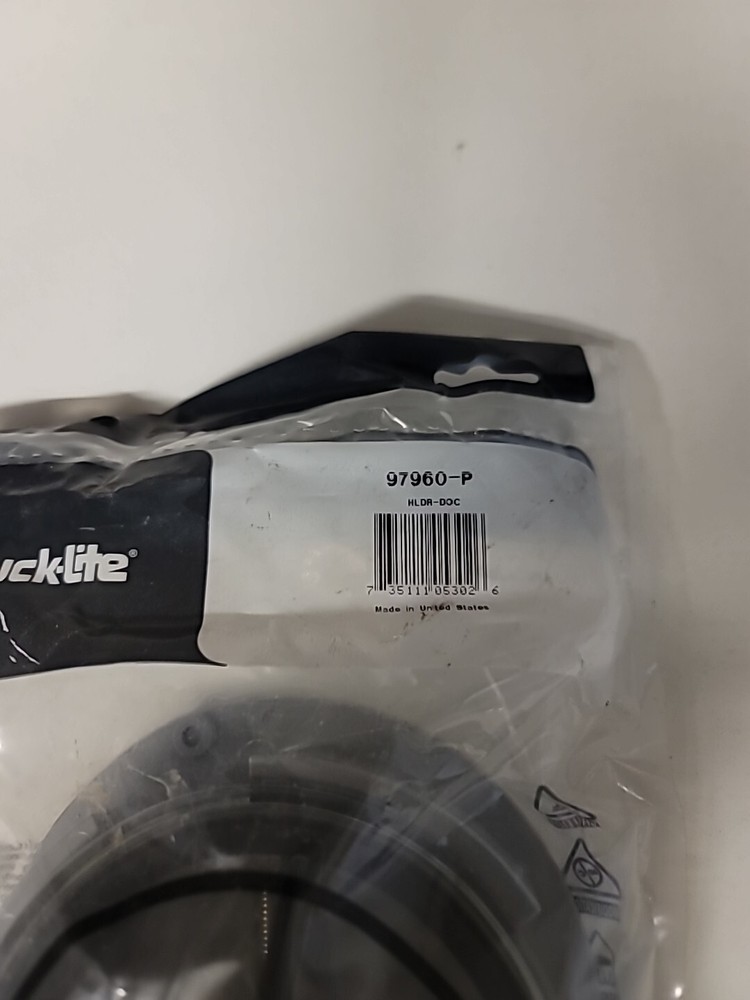 97960-P
HLDR-DOC
uck-lite®
7 35111 05302 6
Made in United States